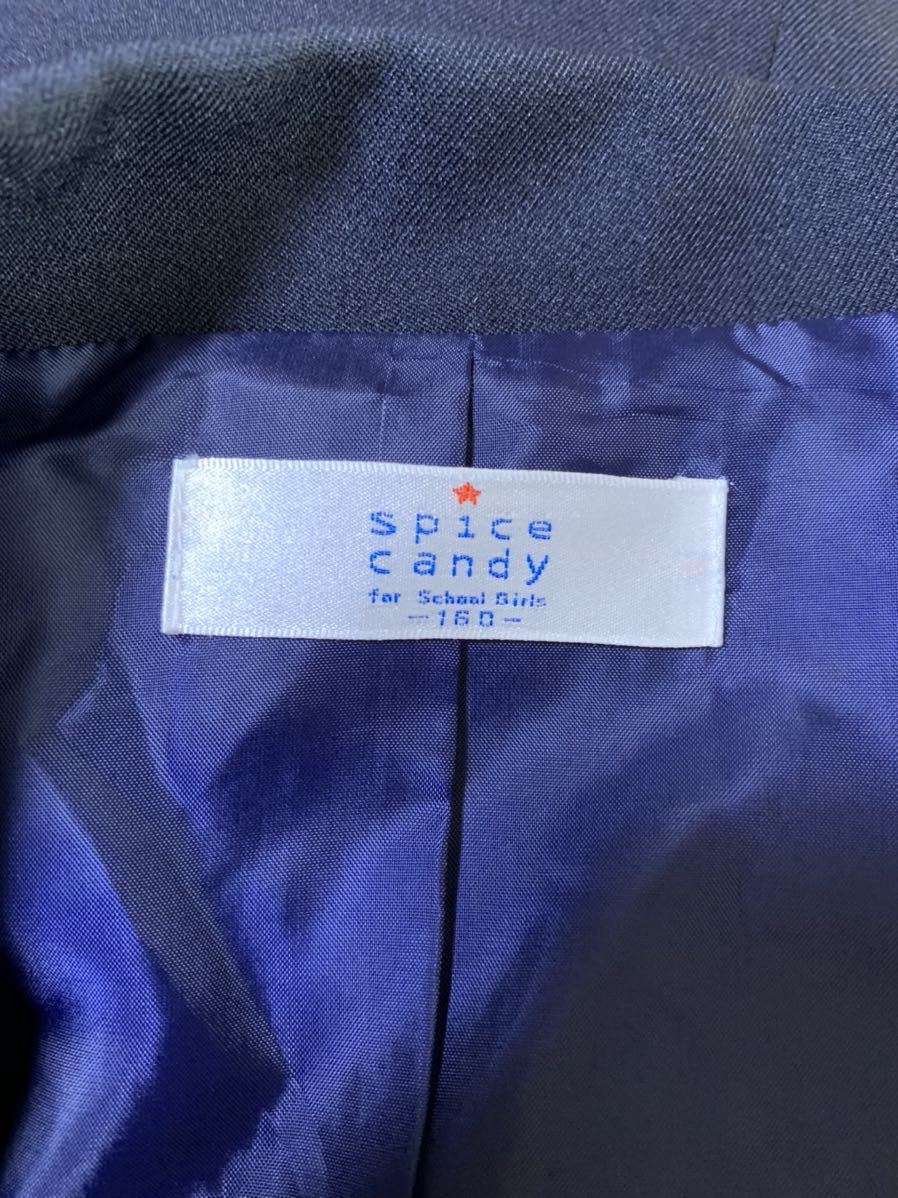 spice
candy
for School Girls
-160-